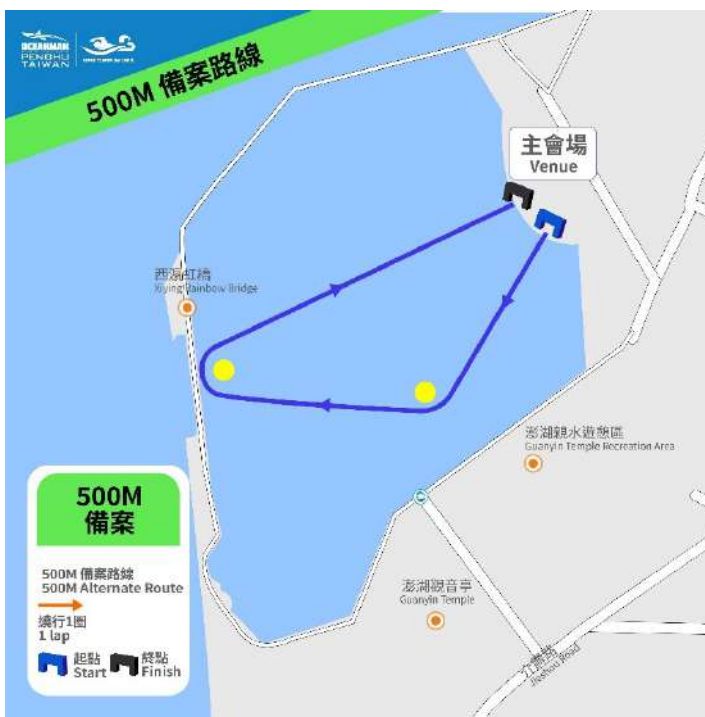 OCEANMAN
PENGHU
TAIWAN
500M 備案路線
主會場
Venue
西瀛虹橋
Xiying Rainbow Bridge
澎湖親水遊憩區
Guanyin Temple Recreation Area
澎湖觀音亭
Guanyin Temple
介壽路
Jieshou Road
500M
備案
500M 備案路線
500M Alternate Route
繞行1圈
1 lap
起點
Start
終點
Finish